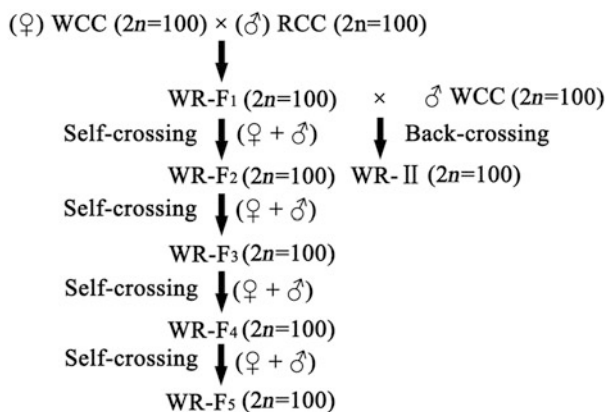 (♀) WCC (2n=100) × (♂) RCC (2n=100)
WR-F₁ (2n=100) × ♂ WCC (2n=100)
Self-crossing (♀ + ♂) Back-crossing
WR-F₂ (2n=100) WR-Ⅱ (2n=100)
Self-crossing (♀ + ♂)
WR-F₃ (2n=100)
Self-crossing (♀ + ♂)
WR-F₄ (2n=100)
Self-crossing (♀ + ♂)
WR-F₅ (2n=100)